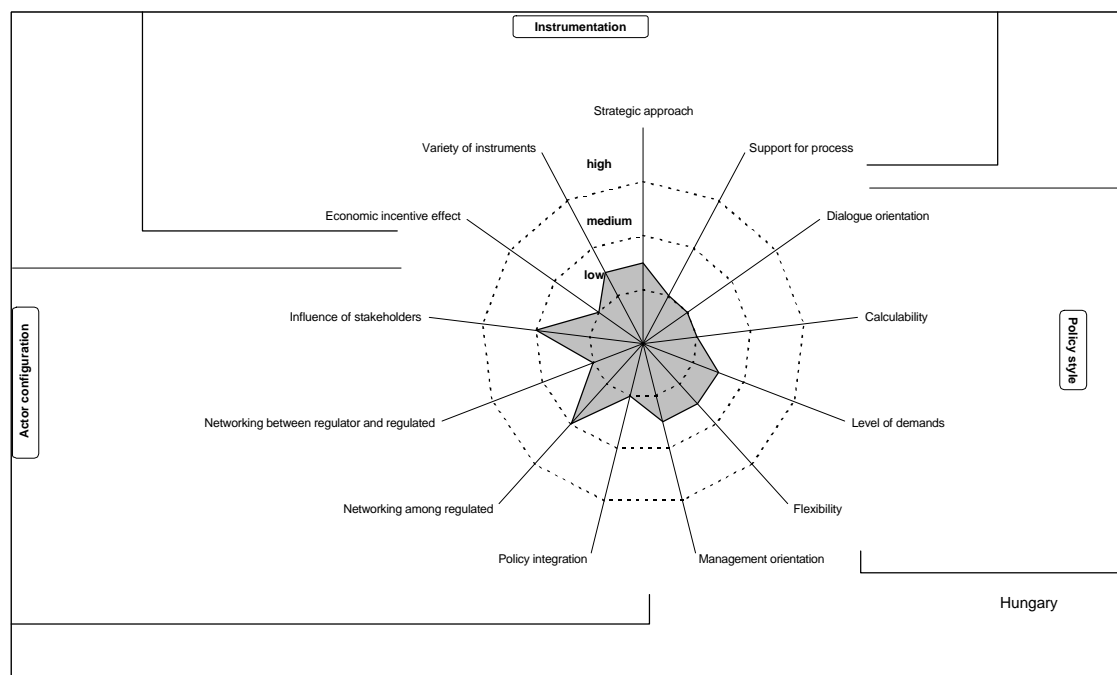 Instrumentation
Strategic approach
Variety of instruments
Support for process
high
Economic incentive effect
medium
Dialogue orientation
low
Influence of stakeholders
Calculability
Actor configuration
Policy style
Networking between regulator and regulated
Level of demands
Networking among regulated
Flexibility
Policy integration
Management orientation
Hungary